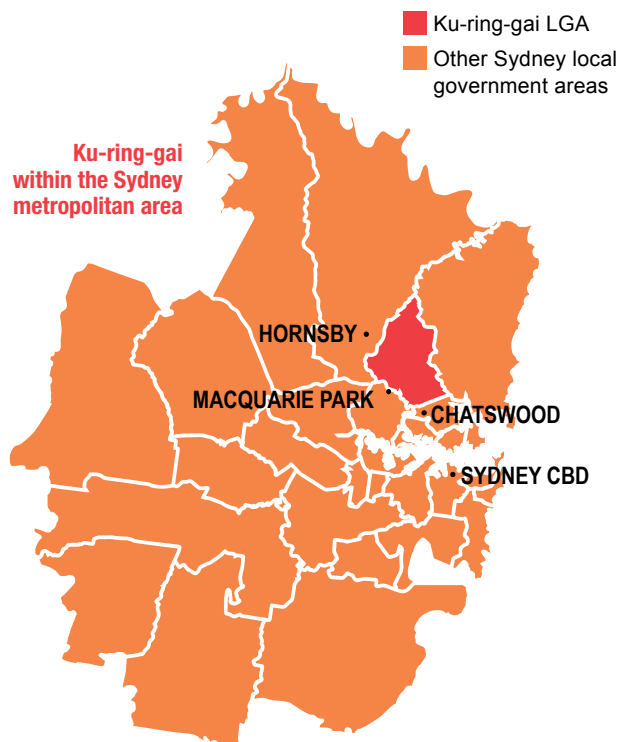 Ku-ring-gai LGA
Other Sydney local
government areas
Ku-ring-gai
within the Sydney
metropolitan area
HORNSBY
MACQUARIE PARK
CHATSWOOD
SYDNEY CBD